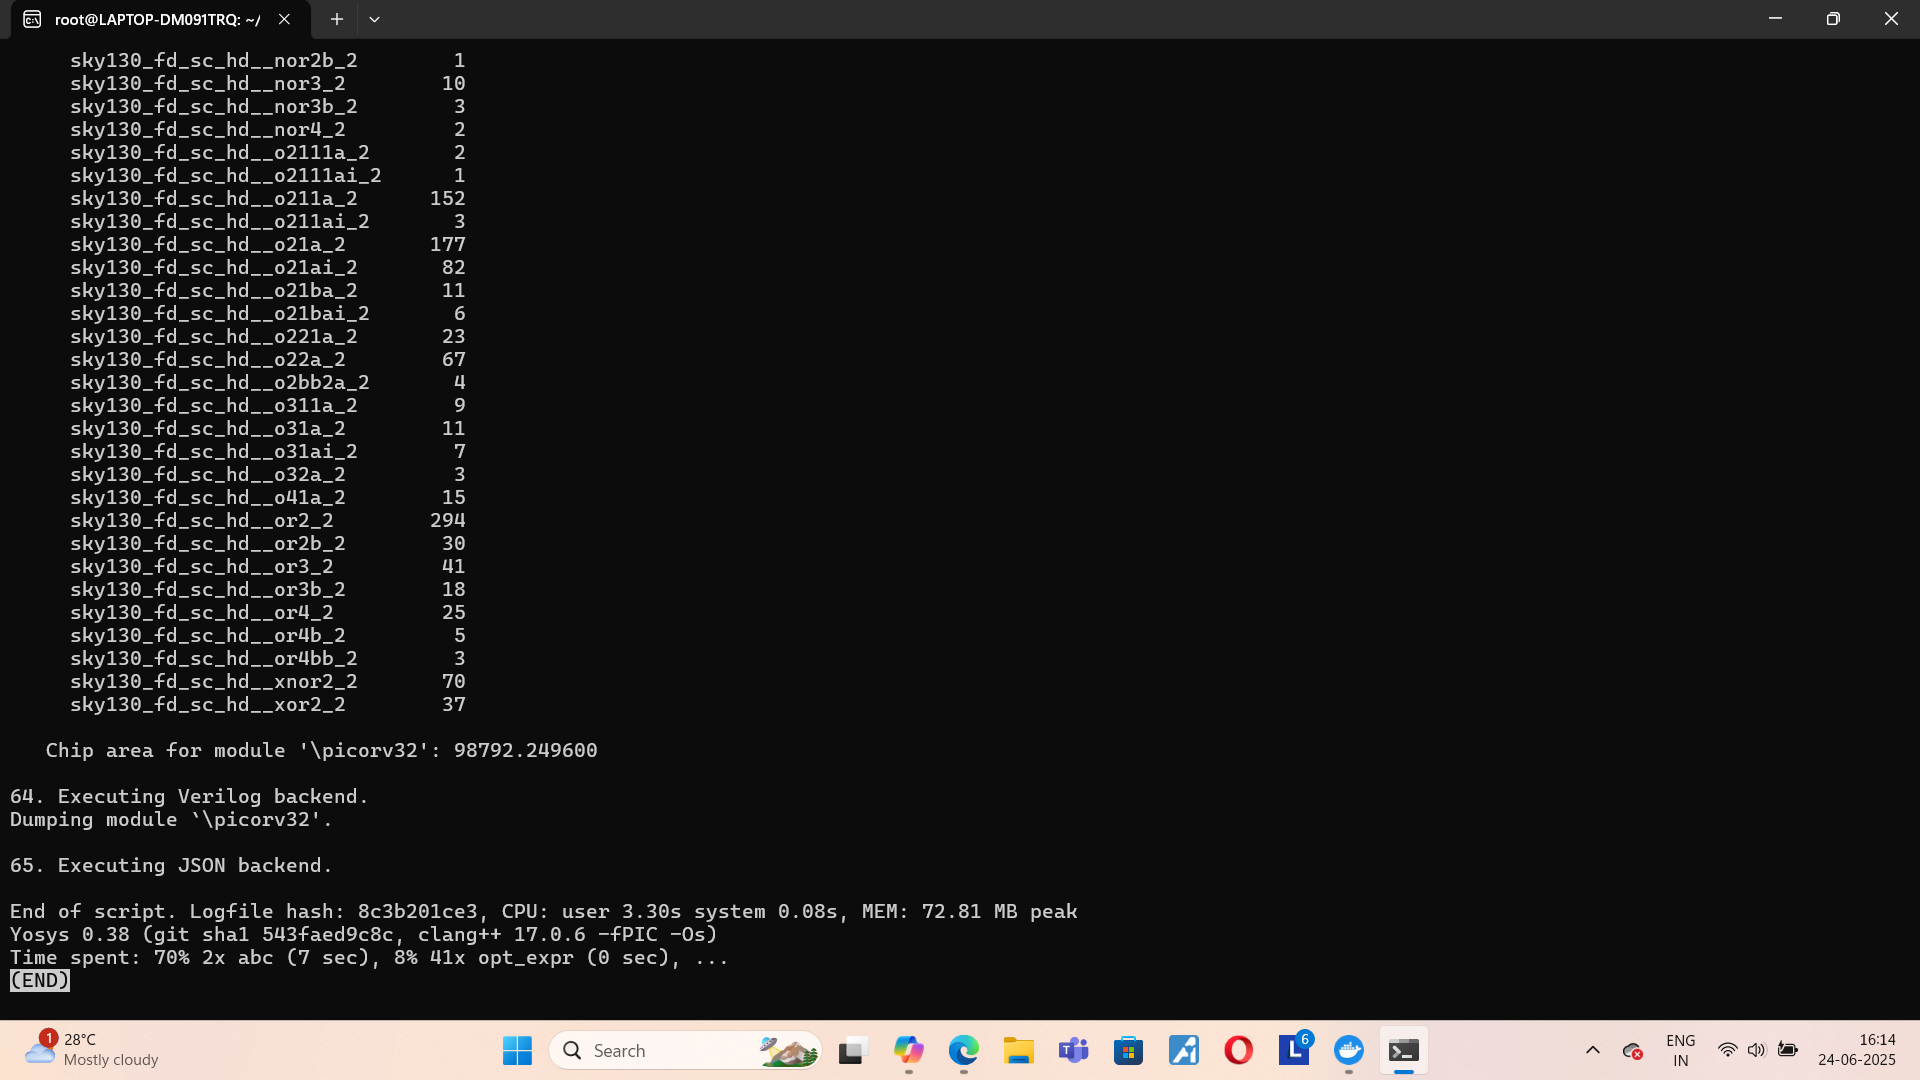 root@LAPTOP-DM091TRQ: ~/
sky130_fd_sc_hd__nor2b_2 1
sky130_fd_sc_hd__nor3_2 10
sky130_fd_sc_hd__nor3b_2 3
sky130_fd_sc_hd__nor4_2 2
sky130_fd_sc_hd__o2111a_2 2
sky130_fd_sc_hd__o2111ai_2 1
sky130_fd_sc_hd__o211a_2 152
sky130_fd_sc_hd__o211ai_2 3
sky130_fd_sc_hd__o21a_2 177
sky130_fd_sc_hd__o21ai_2 82
sky130_fd_sc_hd__o21ba_2 11
sky130_fd_sc_hd__o21bai_2 6
sky130_fd_sc_hd__o221a_2 23
sky130_fd_sc_hd__o22a_2 67
sky130_fd_sc_hd__o2bb2a_2 4
sky130_fd_sc_hd__o311a_2 9
sky130_fd_sc_hd__o31a_2 11
sky130_fd_sc_hd__o31ai_2 7
sky130_fd_sc_hd__o32a_2 3
sky130_fd_sc_hd__o41a_2 15
sky130_fd_sc_hd__or2_2 294
sky130_fd_sc_hd__or2b_2 30
sky130_fd_sc_hd__or3_2 41
sky130_fd_sc_hd__or3b_2 18
sky130_fd_sc_hd__or4_2 25
sky130_fd_sc_hd__or4b_2 5
sky130_fd_sc_hd__or4bb_2 3
sky130_fd_sc_hd__xnor2_2 70
sky130_fd_sc_hd__xor2_2 37
Chip area for module '\picorv32': 98792.249600
64. Executing Verilog backend.
Dumping module `\picorv32'.
65. Executing JSON backend.
End of script. Logfile hash: 8c3b201ce3, CPU: user 3.30s system 0.08s, MEM: 72.81 MB peak
Yosys 0.38 (git sha1 543faed9c8c, clang++ 17.0.6 -fPIC -Os)
Time spent: 70% 2x abc (7 sec), 8% 41x opt_expr (0 sec), ...
(END)
1
28°C
Mostly cloudy
Search
6
ENG
IN
16:14
24-06-2025